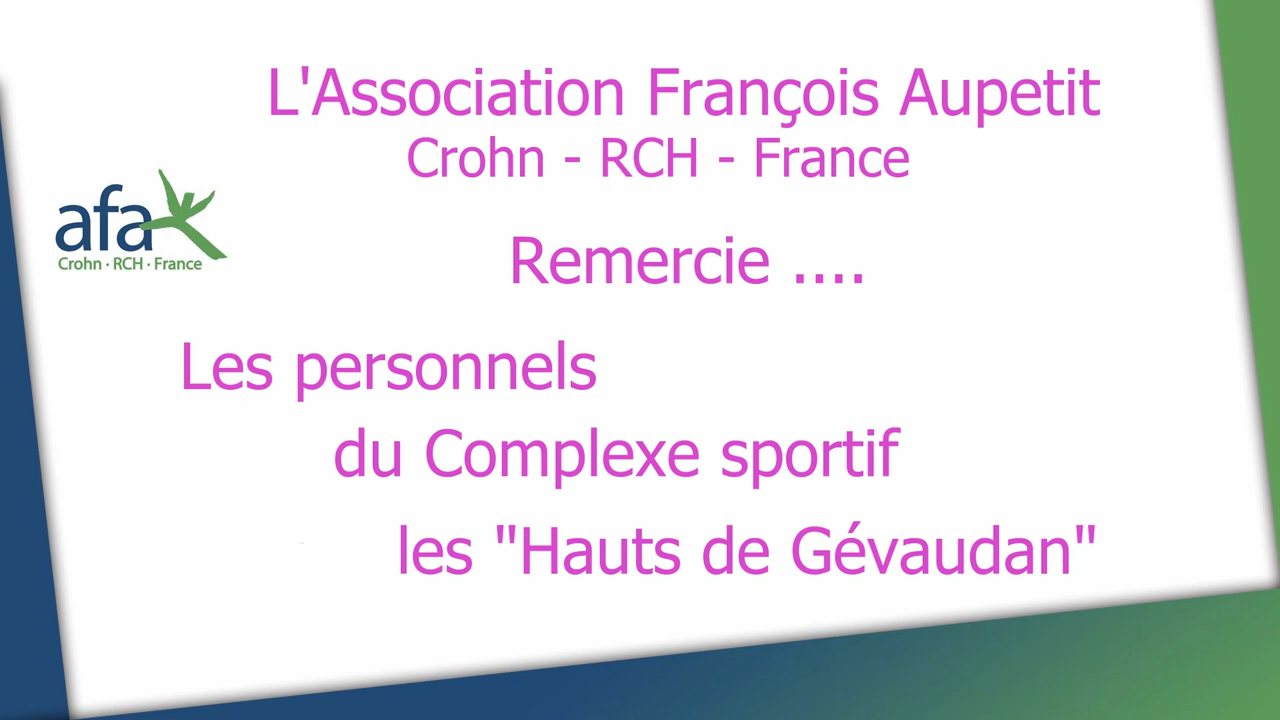 L'Association François Aupetit
Crohn - RCH - France
afa
Crohn · RCH · France
Remercie ....
Les personnels
du Complexe sportif
les "Hauts de Gévaudan"